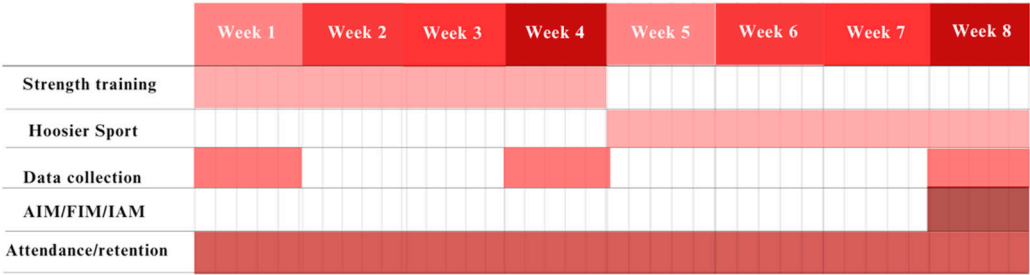 Week 1 Week 2 Week 3 Week 4 Week 5 Week 6 Week 7 Week 8
Strength training
Hoosier Sport
Data collection
AIM/FIM/IAM
Attendance/retention